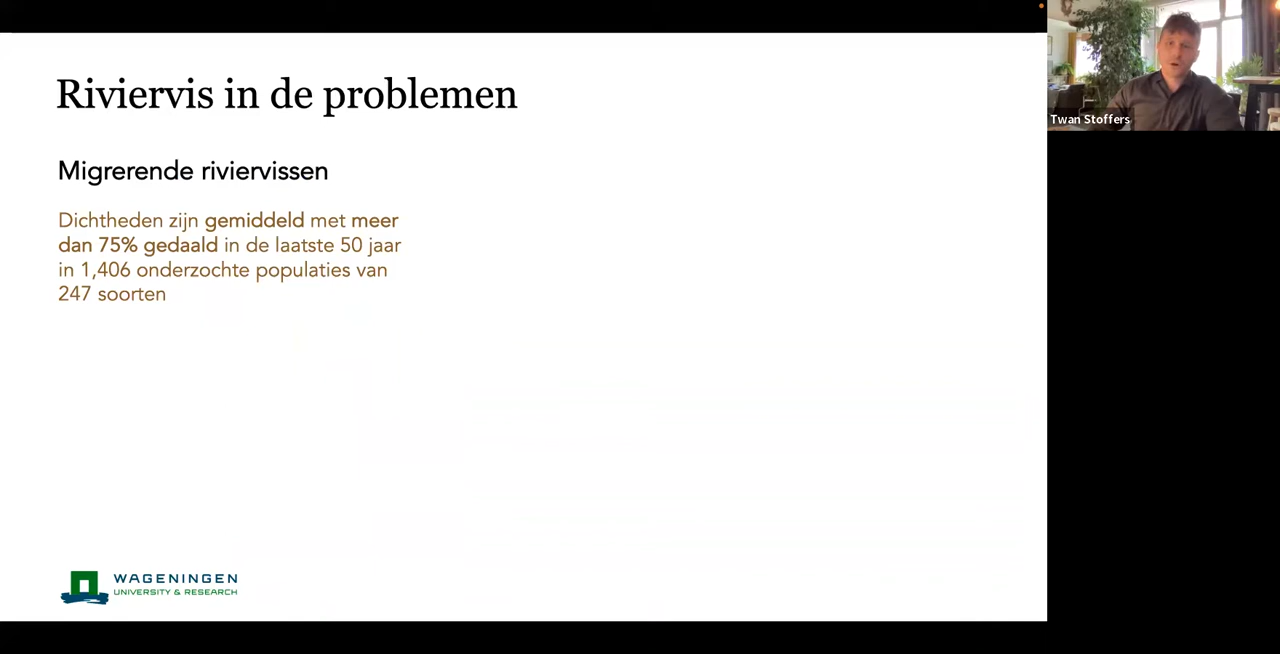 Riviervis in de problemen
Migrerende riviervissen
Dichtheden zijn gemiddeld met meer
dan 75% gedaald in de laatste 50 jaar
in 1,406 onderzochte populaties van
247 soorten
WAGENINGEN
UNIVERSITY & RESEARCH
Twan Stoffers